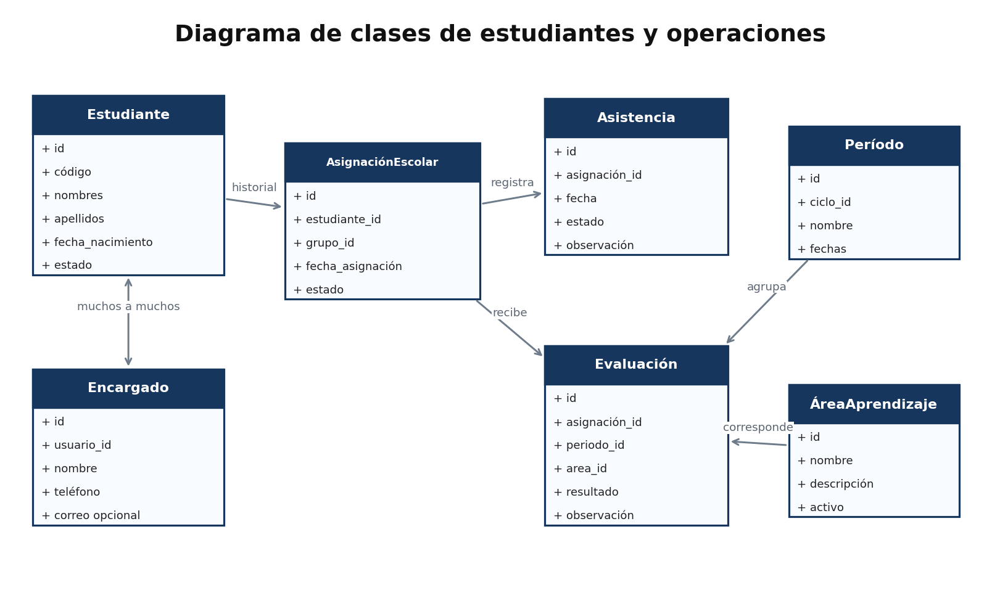 Diagrama de clases de estudiantes y operaciones
Estudiante
+ id
+ código
+ nombres
+ apellidos
+ fecha_nacimiento
+ estado
historial
muchos a muchos
Encargado
+ id
+ usuario_id
+ nombre
+ teléfono
+ correo opcional
AsignaciónEscolar
+ id
+ estudiante_id
+ grupo_id
+ fecha_asignación
+ estado
registra
recibe
Asistencia
+ id
+ asignación_id
+ fecha
+ estado
+ observación
Evaluación
+ id
+ asignación_id
+ periodo_id
+ area_id
+ resultado
+ observación
Período
+ id
+ ciclo_id
+ nombre
+ fechas
agrupa
corresponde
ÁreaAprendizaje
+ id
+ nombre
+ descripción
+ activo